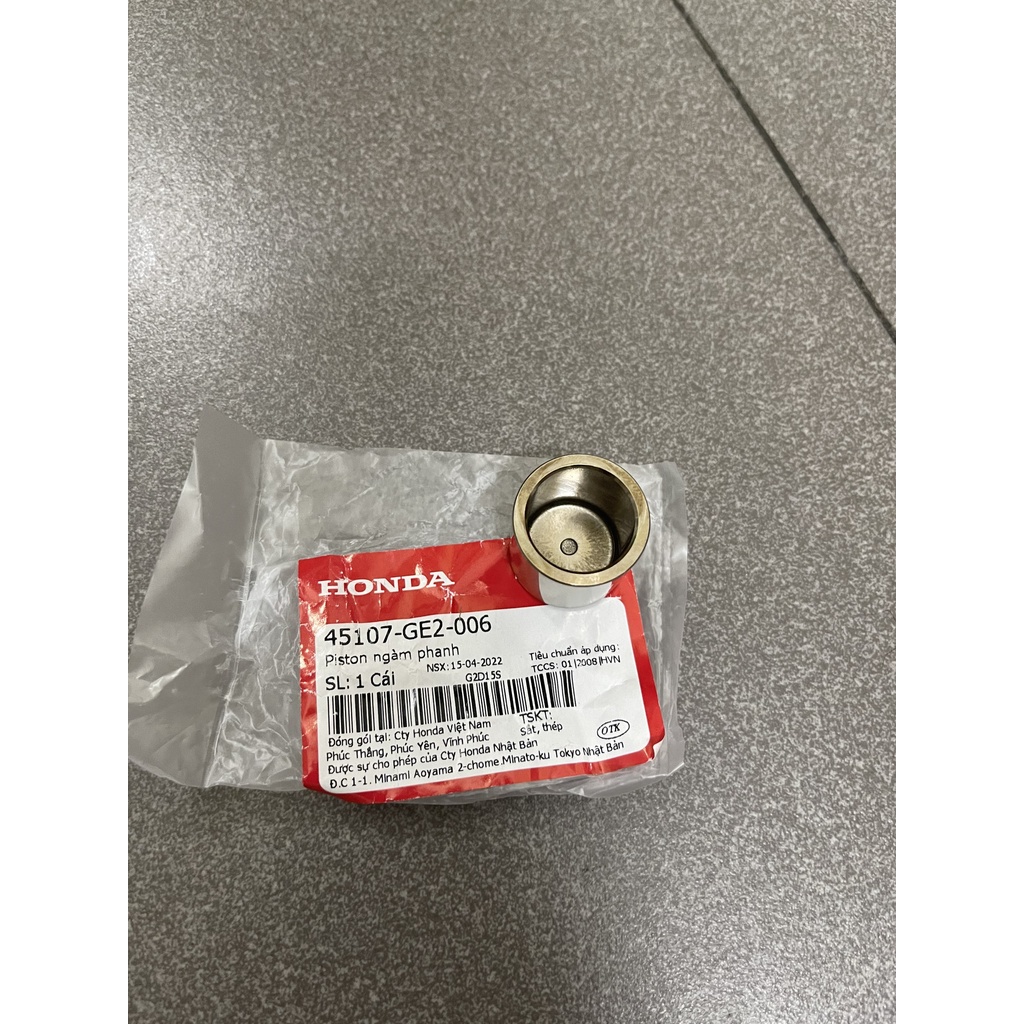 HONDA
45107-GE2-006
Piston ngàm phanh
NSX: 15-04-2022
Tiêu chuẩn áp dụng:
SL: 1 Cái
G2D15S
TCCS: 01|2008|HVN
Đóng gói tại: Cty Honda Việt Nam
TSKT:
Phúc Thắng, Phúc Yên, Vĩnh Phúc
Sắt, thép
OTK
Được sự cho phép của Cty Honda Nhật Bản
Đ.C 1-1. Minami Aoyama 2-chome.Minato-ku Tokyo Nhật Bản